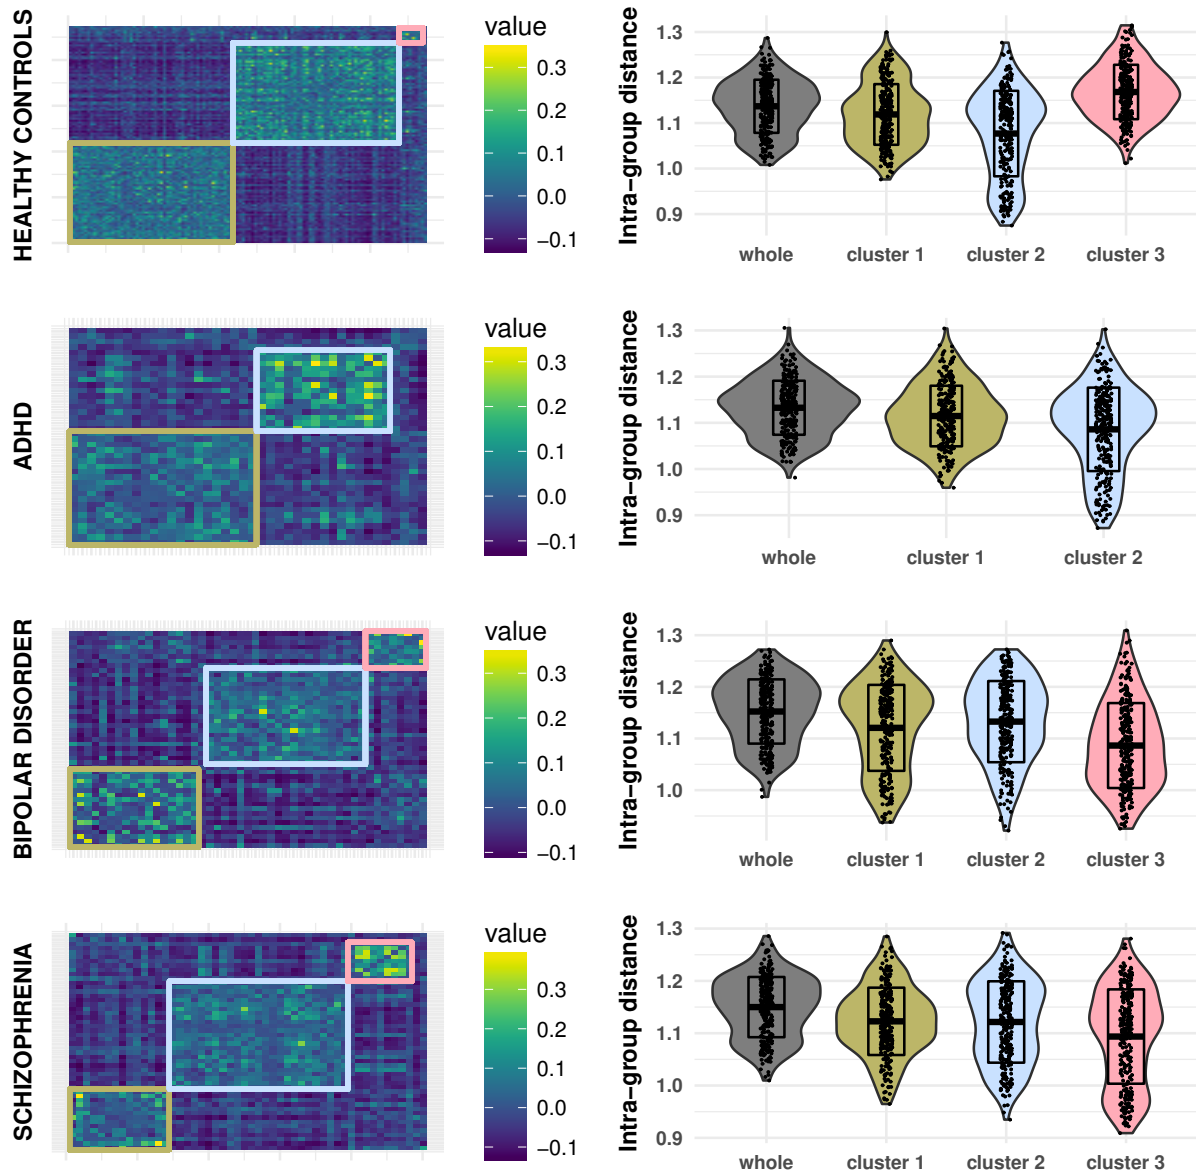 HEALTHY CONTROLS
value
0.3
0.2
0.1
0.0
−0.1
Intra−group distance
1.3
1.2
1.1
1.0
0.9
whole cluster 1 cluster 2 cluster 3
ADHD
value
0.3
0.2
0.1
0.0
−0.1
Intra−group distance
1.3
1.2
1.1
1.0
0.9
whole cluster 1 cluster 2
BIPOLAR DISORDER
value
0.3
0.2
0.1
0.0
−0.1
Intra−group distance
1.3
1.2
1.1
1.0
whole cluster 1 cluster 2 cluster 3
SCHIZOPHRENIA
value
0.3
0.2
0.1
0.0
−0.1
Intra−group distance
1.3
1.2
1.1
1.0
0.9
whole cluster 1 cluster 2 cluster 3